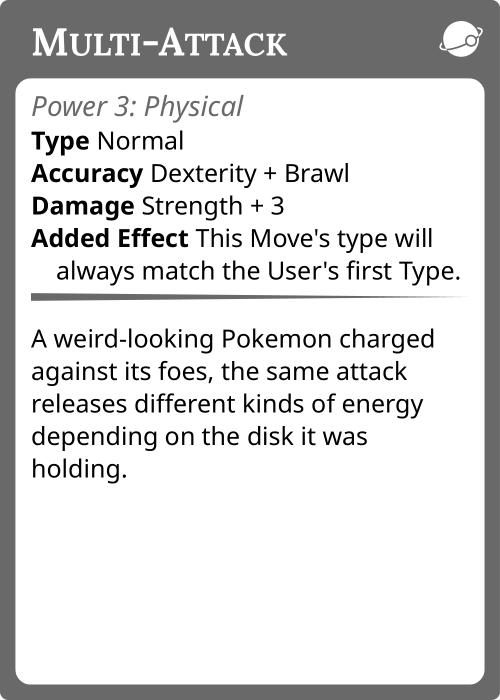 Multi-Attack
Power 3: Physical
Type Normal
Accuracy Dexterity + Brawl
Damage Strength + 3
Added Effect This Move's type will
always match the User's first Type.
A weird-looking Pokemon charged
against its foes, the same attack
releases different kinds of energy
depending on the disk it was
holding.